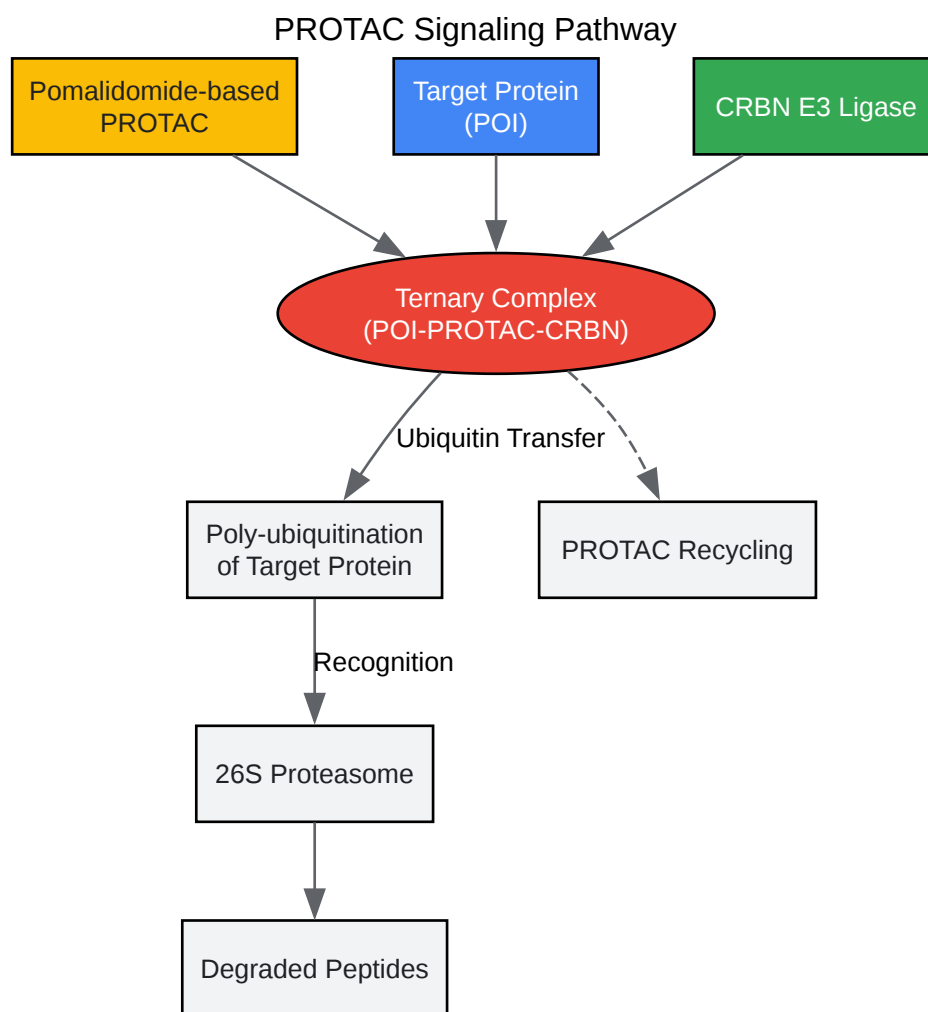 PROTAC Signaling Pathway
Pomalidomide-based
PROTAC
Target Protein
(POI)
CRBN E3 Ligase
Ternary Complex
(POI-PROTAC-CRBN)
Ubiquitin Transfer
Poly-ubiquitination
of Target Protein
PROTAC Recycling
Recognition
26S Proteasome
Degraded Peptides